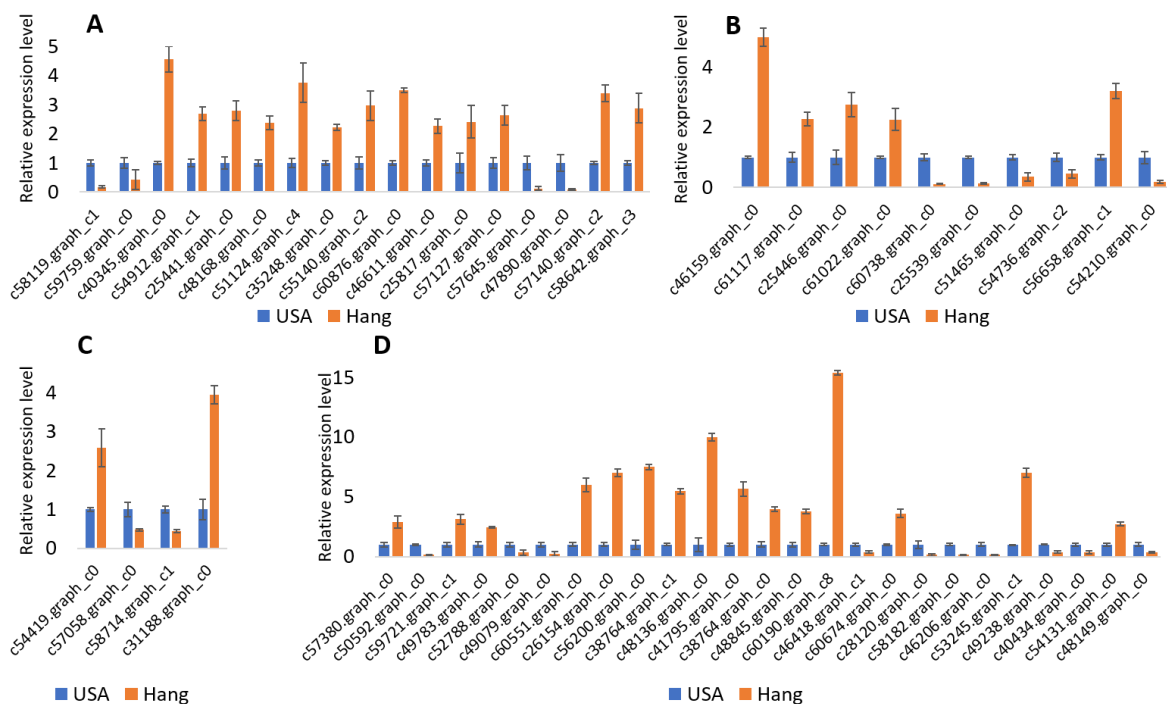 A
Relative expression level
5
4
3
2
1
0
c58119.graph_c1
c59759.graph_c0
c40345.graph_c0
c54912.graph_c1
c25441.graph_c0
c48168.graph_c0
c51124.graph_c4
c35248.graph_c0
c55140.graph_c2
c60876.graph_c0
c46611.graph_c0
c25817.graph_c0
c57127.graph_c0
c57645.graph_c0
c47890.graph_c0
c57140.graph_c2
c58642.graph_c3
USA Hang
B
Relative expression level
4
2
0
c46159.graph_c0
c61117.graph_c0
c25446.graph_c0
c61022.graph_c0
c60738.graph_c0
c25539.graph_c0
c51465.graph_c0
c54736.graph_c2
c56658.graph_c1
c54210.graph_c0
USA Hang
C
Relative expression level
4
3
2
1
0
c54419.graph_c0
c57058.graph_c0
c58714.graph_c1
c31188.graph_c0
USA Hang
D
Relative expression level
15
10
5
0
c57380.graph_c0
c50592.graph_c0
c59721.graph_c1
c49783.graph_c0
c52788.graph_c0
c49079.graph_c0
c60551.graph_c0
c26154.graph_c0
c56200.graph_c0
c38764.graph_c1
c48136.graph_c0
c41795.graph_c0
c38764.graph_c0
c48845.graph_c0
c60190.graph_c8
c46418.graph_c1
c60674.graph_c0
c28120.graph_c0
c58182.graph_c0
c46206.graph_c0
c53245.graph_c1
c49238.graph_c0
c40434.graph_c0
c54131.graph_c0
c48149.graph_c0
USA Hang